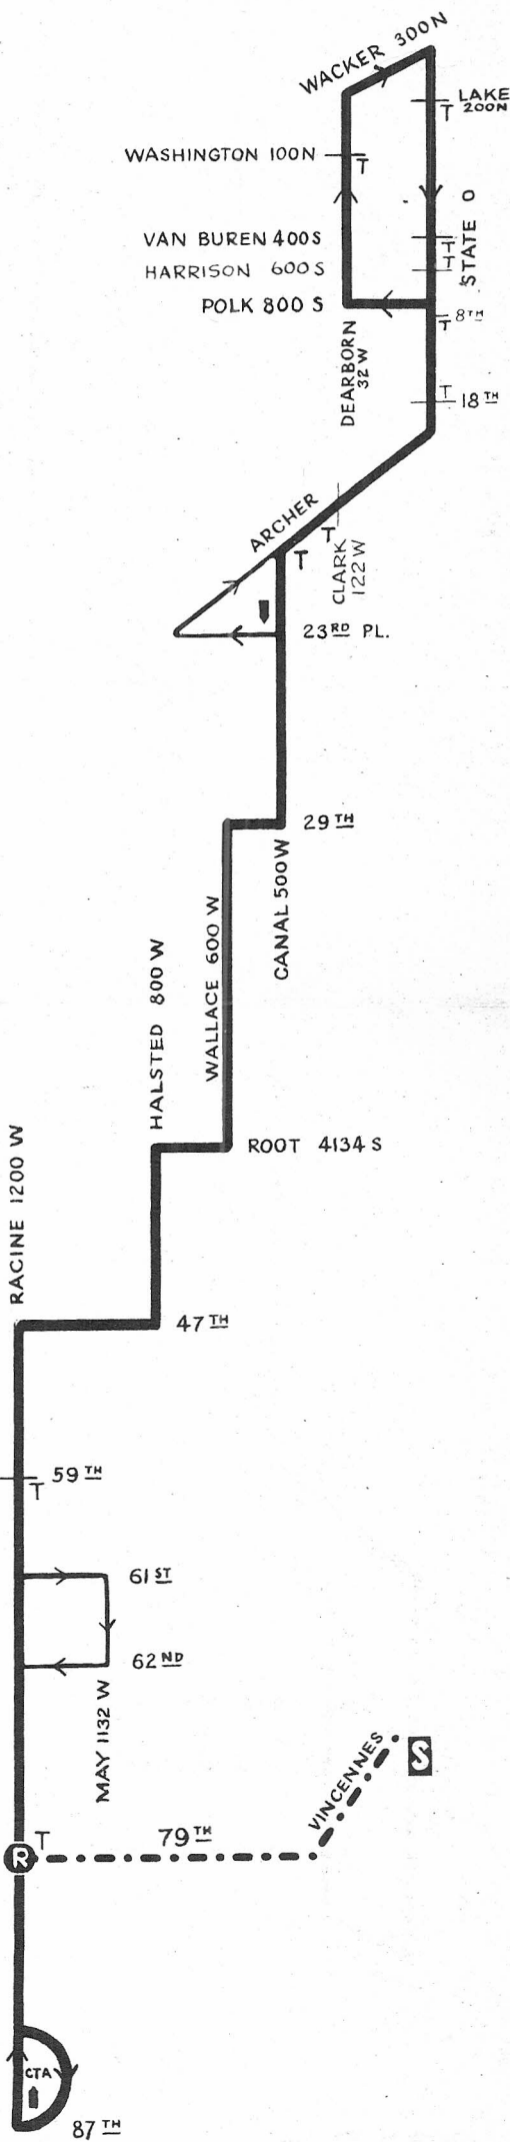 WACKER 300N
LAKE
200N
T
WASHINGTON 100N
T
STATE 0
VAN BUREN 400S
T
HARRISON 600S
T
POLK 800 S
8TH
T
DEARBORN
32 W
T
18TH
ARCHER
T
T
CLARK
122 W
23RD PL.
29TH
CANAL 500W
WALLACE 600 W
HALSTED 800 W
ROOT 4134 S
RACINE 1200 W
47TH
59TH
T
61ST
62ND
MAY 1132 W
VINCENNES
S
T
79TH
R
CTA
87TH